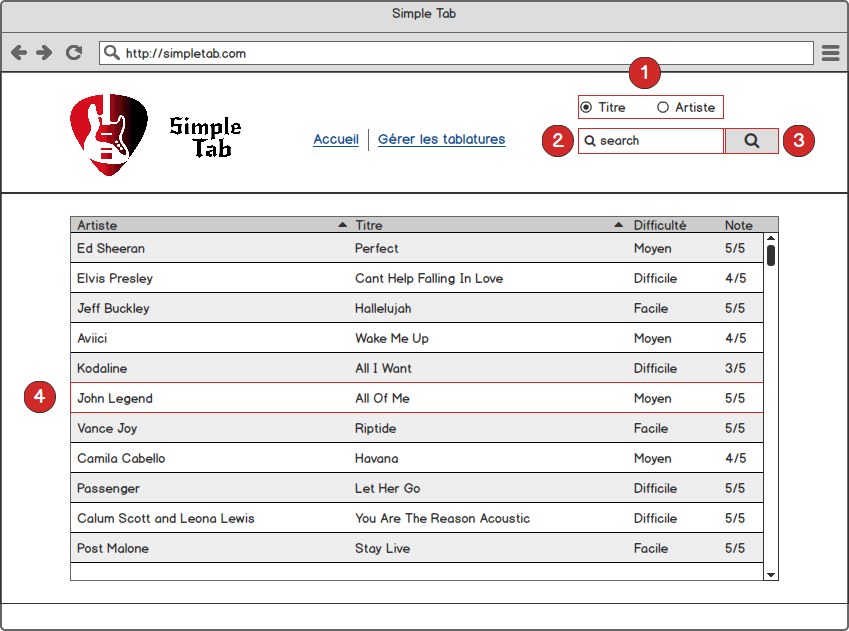 Simple Tab
http://simpletab.com
1
Titre Artiste
Simple
Tab
Accueil Gérer les tablatures
2 search 3
Artiste Titre Difficulté Note
Ed Sheeran Perfect Moyen 5/5
Elvis Presley Cant Help Falling In Love Difficile 4/5
Jeff Buckley Hallelujah Facile 5/5
Aviici Wake Me Up Moyen 4/5
Kodaline All I Want Difficile 3/5
4 John Legend All Of Me Moyen 5/5
Vance Joy Riptide Facile 5/5
Camila Cabello Havana Moyen 4/5
Passenger Let Her Go Difficile 5/5
Calum Scott and Leona Lewis You Are The Reason Acoustic Difficile 5/5
Post Malone Stay Live Facile 5/5